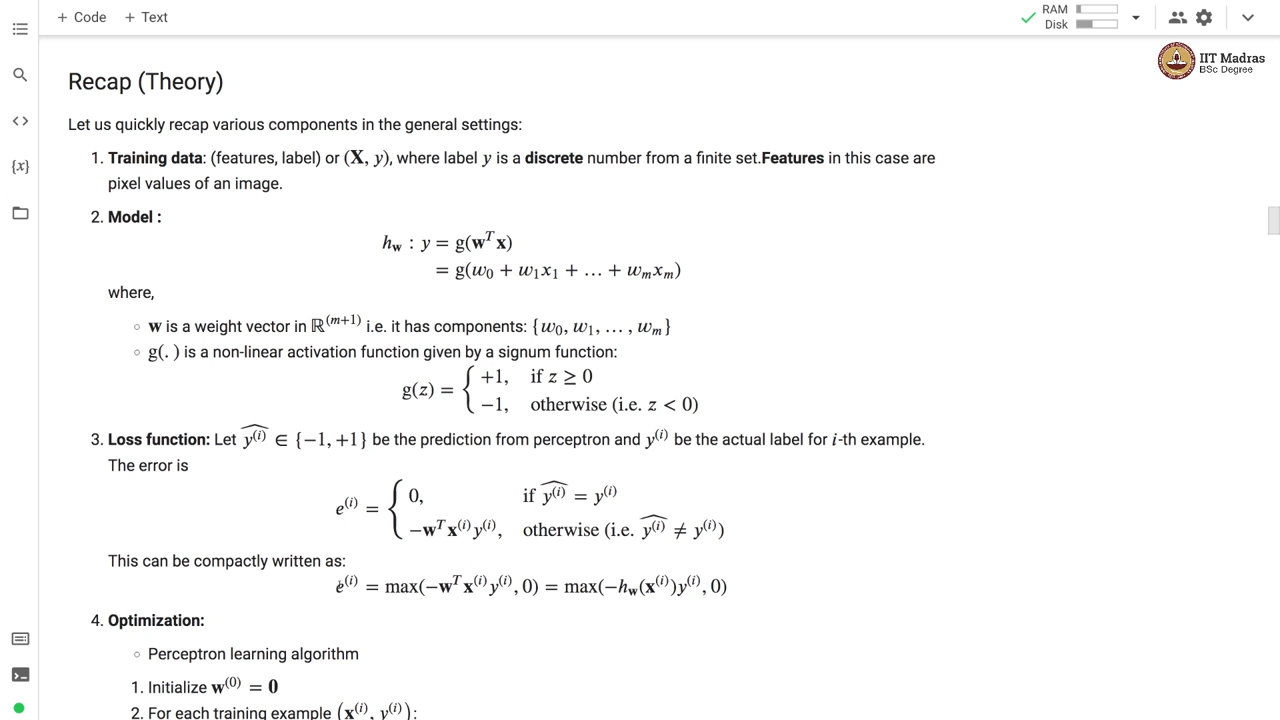 + Code + Text
RAM
Disk
IIT Madras
BSc Degree
Recap (Theory)
Let us quickly recap various components in the general settings:
1. Training data: (features, label) or (X, y), where label y is a discrete number from a finite set.Features in this case are
pixel values of an image.
2. Model :
h_w : y = g(w^T x)
= g(w_0 + w_1 x_1 + … + w_m x_m)
where,
◦ w is a weight vector in ℝ^(m+1) i.e. it has components: {w_0, w_1, … , w_m}
◦ g(. ) is a non-linear activation function given by a signum function:
g(z) = { +1, if z ≥ 0
−1, otherwise (i.e. z < 0)
3. Loss function: Let ŷ^(i) ∈ {−1, +1} be the prediction from perceptron and y^(i) be the actual label for i-th example.
The error is
e^(i) = { 0, if ŷ^(i) = y^(i)
−w^T x^(i) y^(i), otherwise (i.e. ŷ^(i) ≠ y^(i))
This can be compactly written as:
e^(i) = max(−w^T x^(i) y^(i), 0) = max(−h_w(x^(i))y^(i), 0)
4. Optimization:
◦ Perceptron learning algorithm
1. Initialize w^(0) = 0
2. For each training example (x^(i), y^(i)):